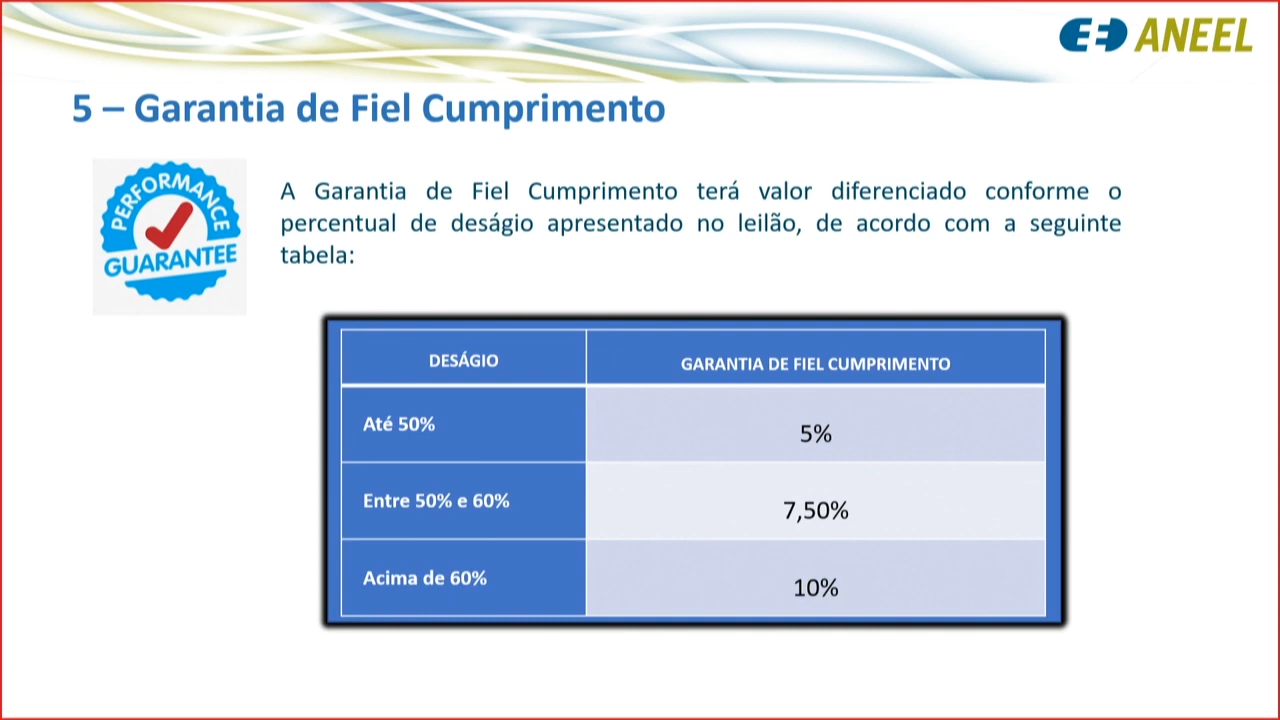 ANEEL
5 – Garantia de Fiel Cumprimento
PERFORMANCE
GUARANTEE
A Garantia de Fiel Cumprimento terá valor diferenciado conforme o
percentual de deságio apresentado no leilão, de acordo com a seguinte
tabela:
DESÁGIO GARANTIA DE FIEL CUMPRIMENTO
Até 50% 5%
Entre 50% e 60% 7,50%
Acima de 60% 10%